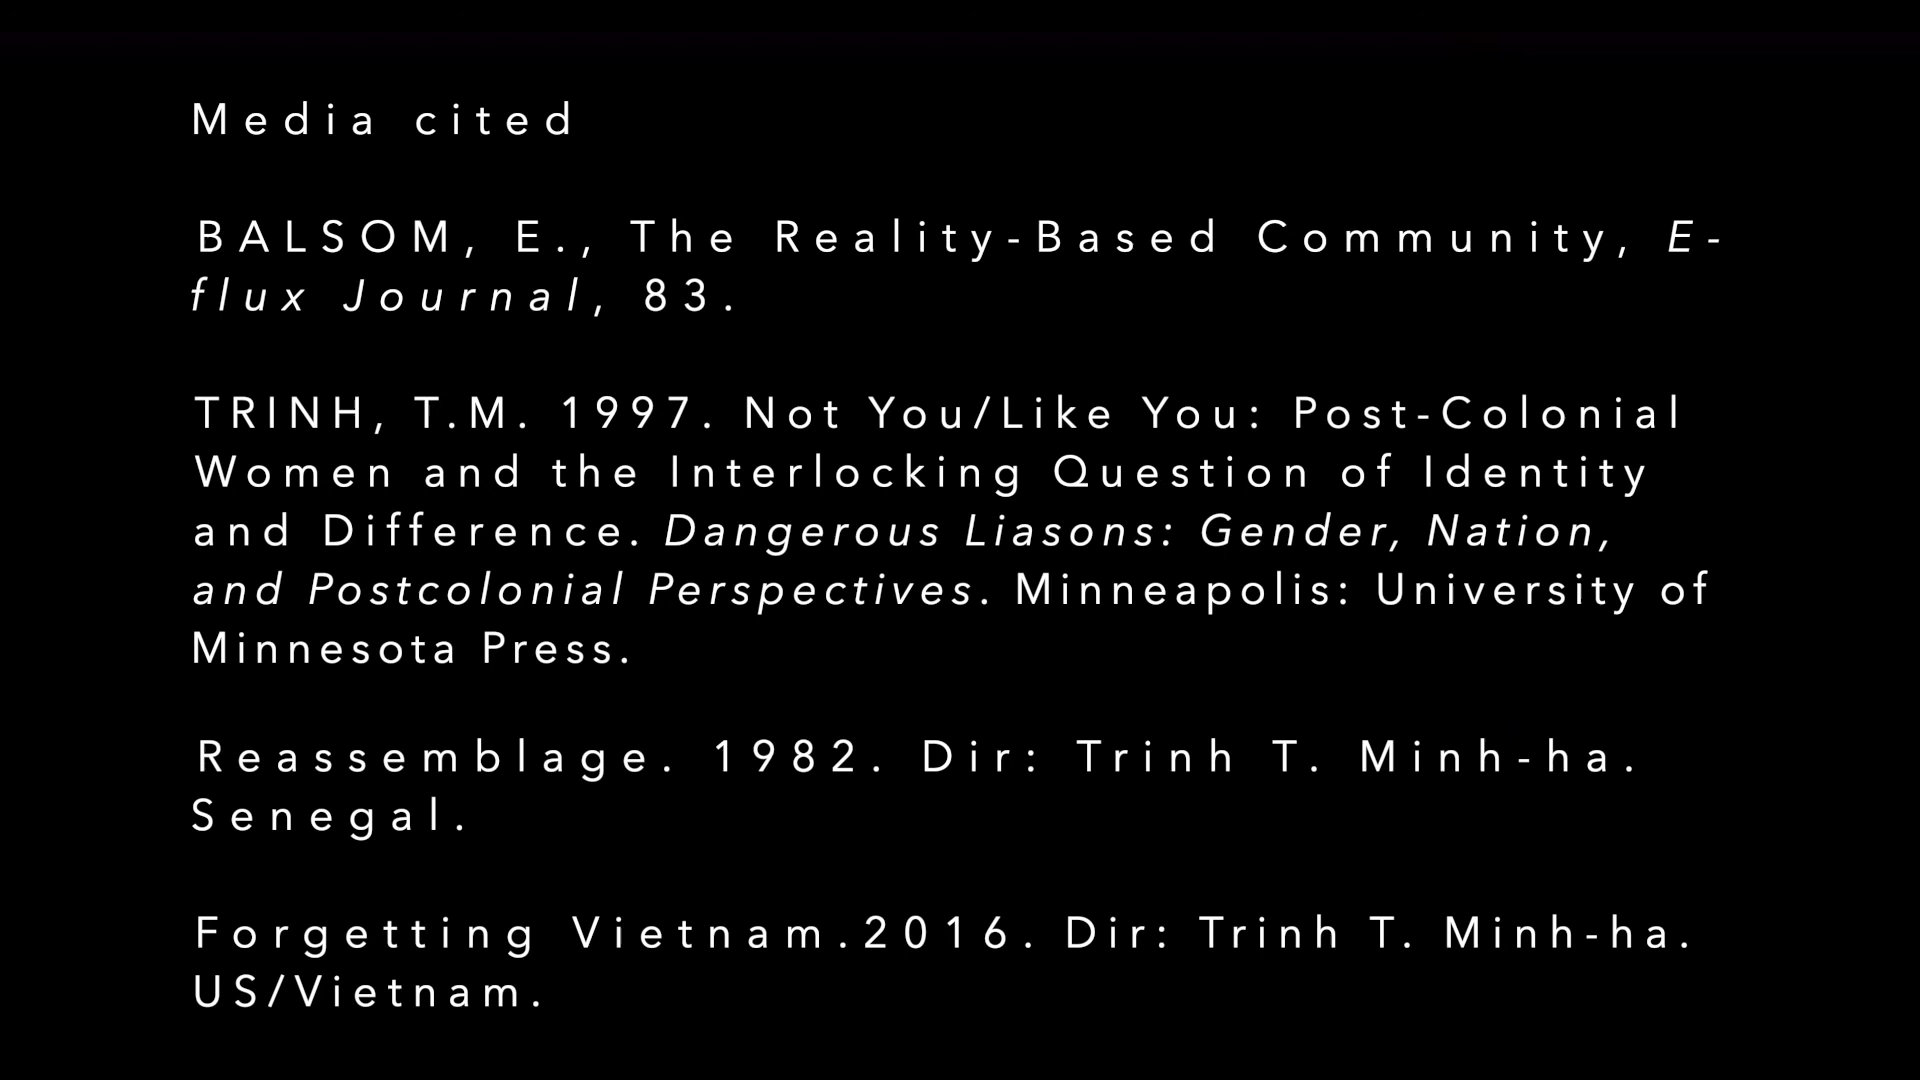 Media cited
BALSOM, E., The Reality-Based Community, E-
flux Journal, 83.
TRINH, T.M. 1997. Not You/Like You: Post-Colonial
Women and the Interlocking Question of Identity
and Difference. Dangerous Liasons: Gender, Nation,
and Postcolonial Perspectives. Minneapolis: University of
Minnesota Press.
Reassemblage. 1982. Dir: Trinh T. Minh-ha.
Senegal.
Forgetting Vietnam.2016. Dir: Trinh T. Minh-ha.
US/Vietnam.